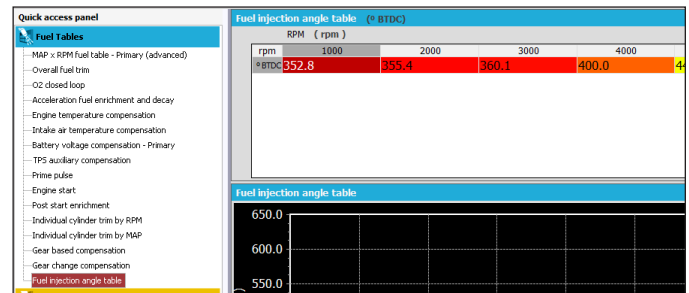 Quick access panel
Fuel Tables
MAP x RPM fuel table - Primary (advanced)
Overall fuel trim
O2 closed loop
Acceleration fuel enrichment and decay
Engine temperature compensation
Intake air temperature compensation
Battery voltage compensation - Primary
TPS auxiliary compensation
Prime pulse
Engine start
Post start enrichment
Individual cylinder trim by RPM
Individual cylinder trim by MAP
Gear based compensation
Gear change compensation
Fuel injection angle table
Fuel injection angle table (º BTDC)
RPM ( rpm )
rpm 1000 2000 3000 4000
º BTDC 352.8 355.4 360.1 400.0 44
Fuel injection angle table
650.0
600.0
550.0